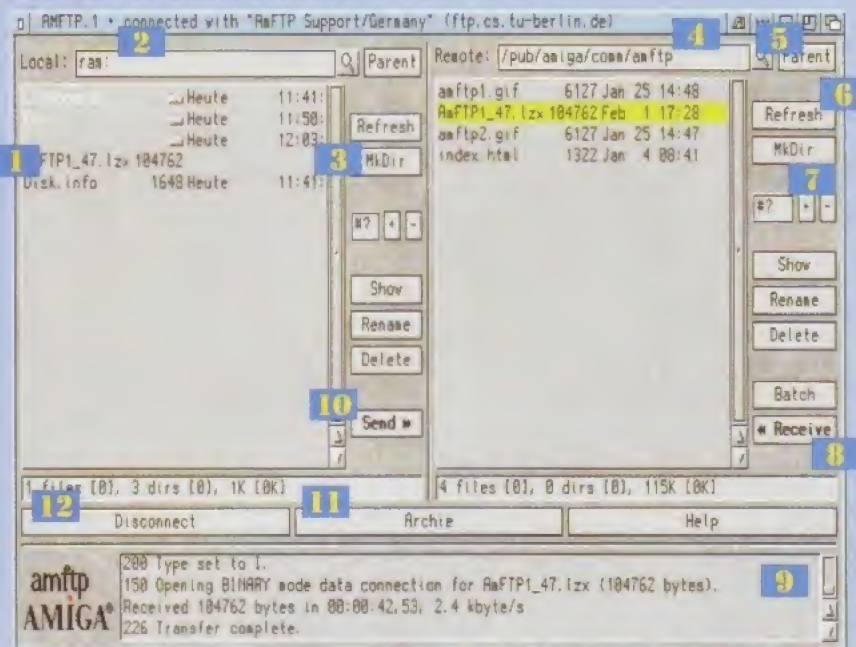 AMFTP.1 • connected with "AmFTP Support/Germany" (ftp.cs.tu-berlin.de)
2
4
5
Local: ram:
Parent
Remote: /pub/amiga/comm/amftp
Parent
6
Heute 11:41:
Heute 11:50:
Heute 12:03:
1 FTP1_47.lzx 104762
Disk.info 1648 Heute 11:41:
Refresh
3
MkDir
#? + -
Show
Rename
Delete
10
Send »
amftp1.gif 6127 Jan 25 14:48
AmFTP1_47.lzx 104762 Feb 1 17:28
amftp2.gif 6127 Jan 25 14:47
index.html 1322 Jan 4 08:41
Refresh
MkDir
7
#? + -
Show
Rename
Delete
Batch
« Receive
8
1 files [0], 3 dirs [0], 1K [0K]
4 files [0], 0 dirs [0], 115K [0K]
12
11
Disconnect
Archie
Help
amftp
AMIGA®
200 Type set to I.
150 Opening BINARY mode data connection for AmFTP1_47.lzx (104762 bytes).
Received 104762 bytes in 00:00:42,53, 2.4 kbyte/s
226 Transfer complete.
9